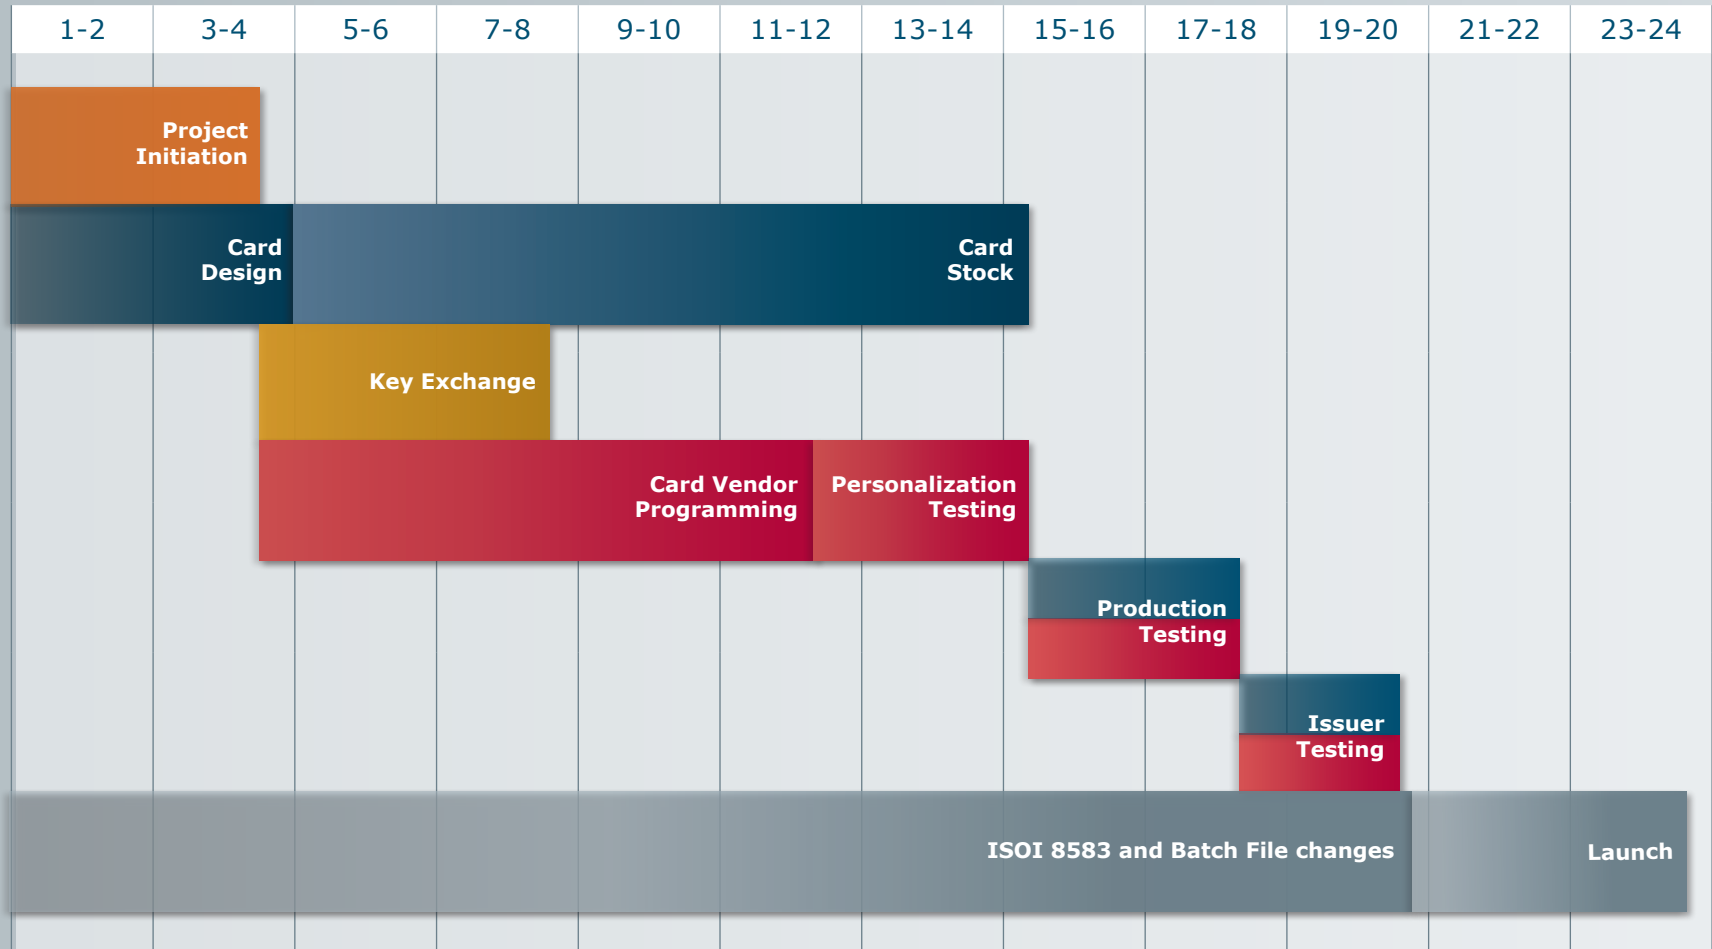 1-2 3-4 5-6 7-8 9-10 11-12 13-14 15-16 17-18 19-20 21-22 23-24
Project
Initiation
Card
Design
Card
Stock
Key Exchange
Card Vendor
Programming
Personalization
Testing
Production
Testing
Issuer
Testing
ISOI 8583 and Batch File changes
Launch